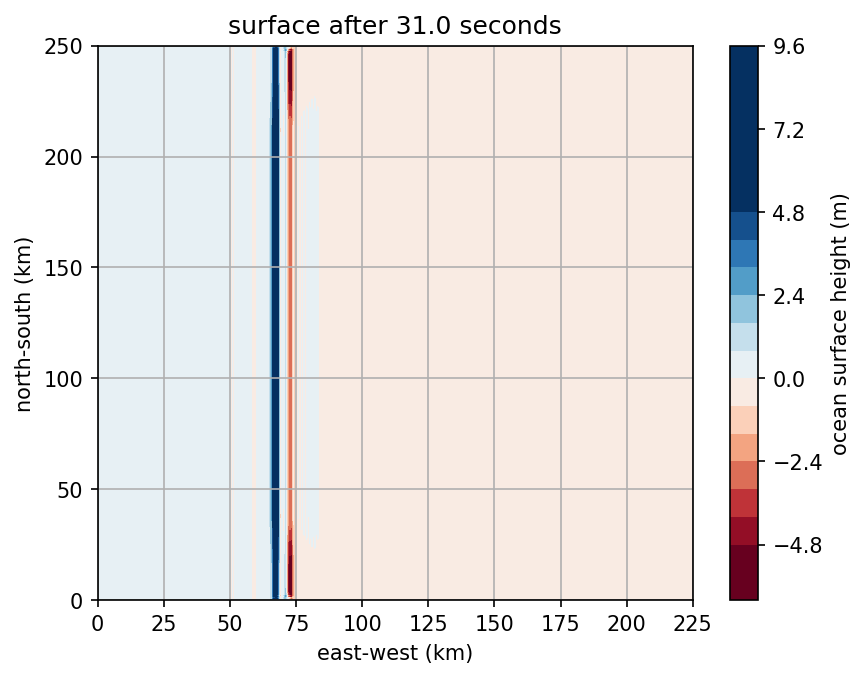 surface after 31.0 seconds
250
200
150
100
50
0
north-south (km)
0 25 50 75 100 125 150 175 200 225
east-west (km)
9.6
7.2
4.8
2.4
0.0
−2.4
−4.8
ocean surface height (m)